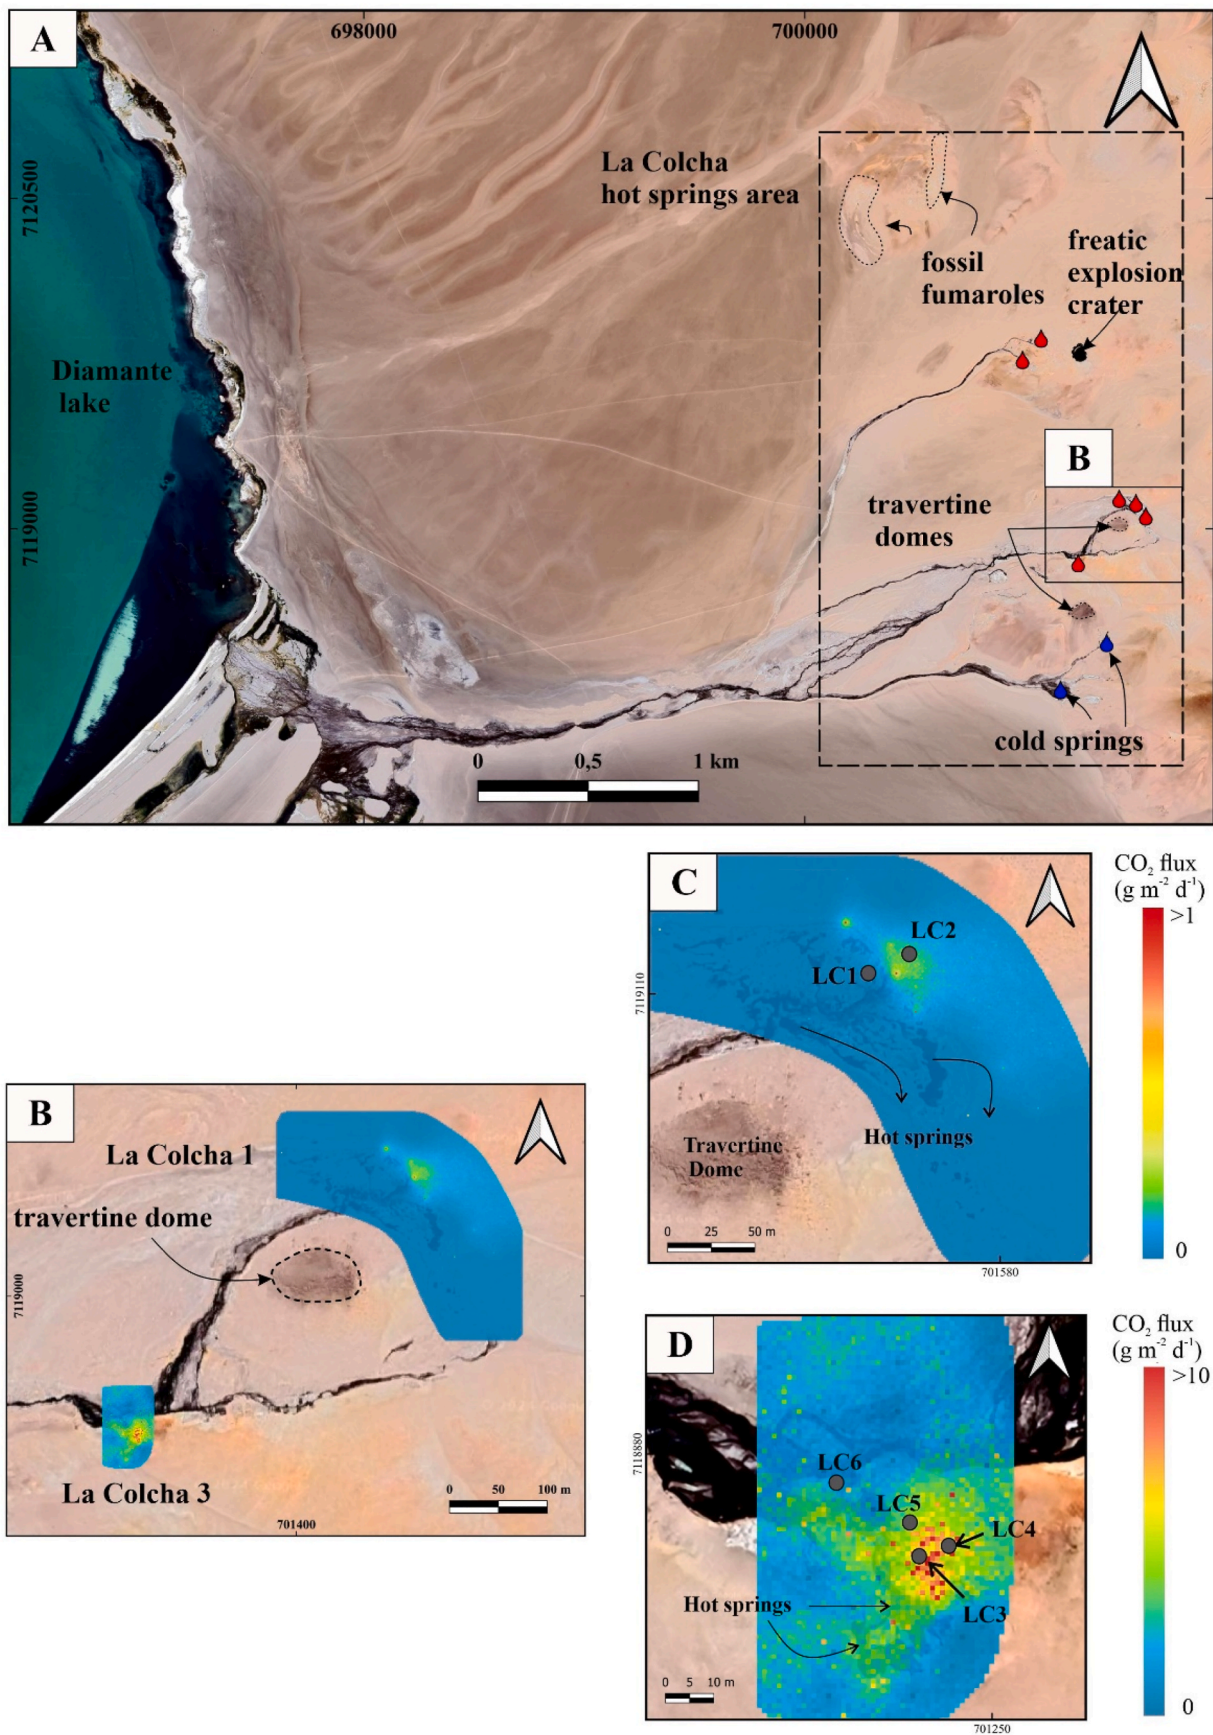 A
698000
700000
7120500
La Colcha
hot springs area
fossil
fumaroles
freatic
explosion
crater
Diamante
lake
7119000
B
travertine
domes
cold springs
0
0,5
1 km
C
LC2
LC1
7119110
Hot springs
Travertine
Dome
0
25
50 m
701580
CO₂ flux
(g m⁻² d⁻¹)
>1
0
B
La Colcha 1
travertine dome
7119000
La Colcha 3
0
50
100 m
701400
D
7118880
LC6
LC5
LC4
LC3
Hot springs
0
5
10 m
701250
CO₂ flux
(g m⁻² d⁻¹)
>10
0